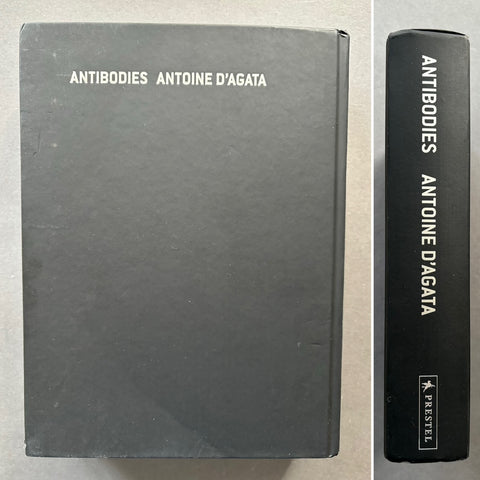 ANTIBODIES ANTOINE D'AGATA
ANTIBODIES ANTOINE D'AGATA
PRESTEL